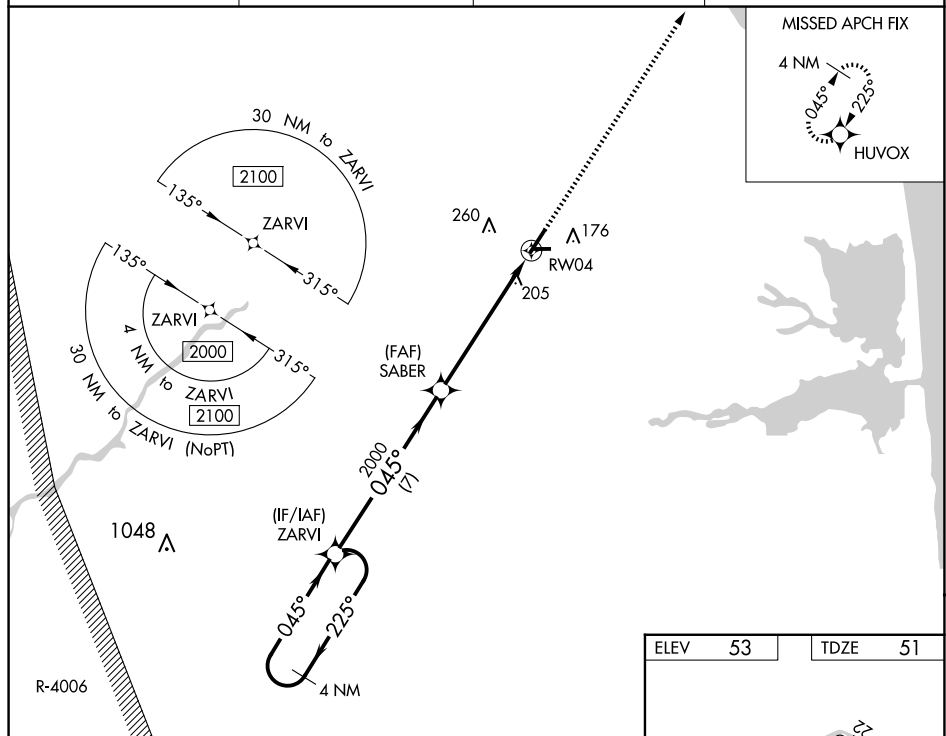 MISSED APCH FIX
4 NM
045°
225°
HUVOX
30 NM to ZARVI
2100
135°
ZARVI
315°
260
176
RW04
205
135°
ZARVI
4 NM to ZARVI
2000
315°
30 NM to ZARVI (NoPT)
2100
(FAF)
SABER
2000
045°
(7)
(IF/IAF)
ZARVI
1048
045°
225°
4 NM
R-4006
ELEV 53
TDZE 51
22